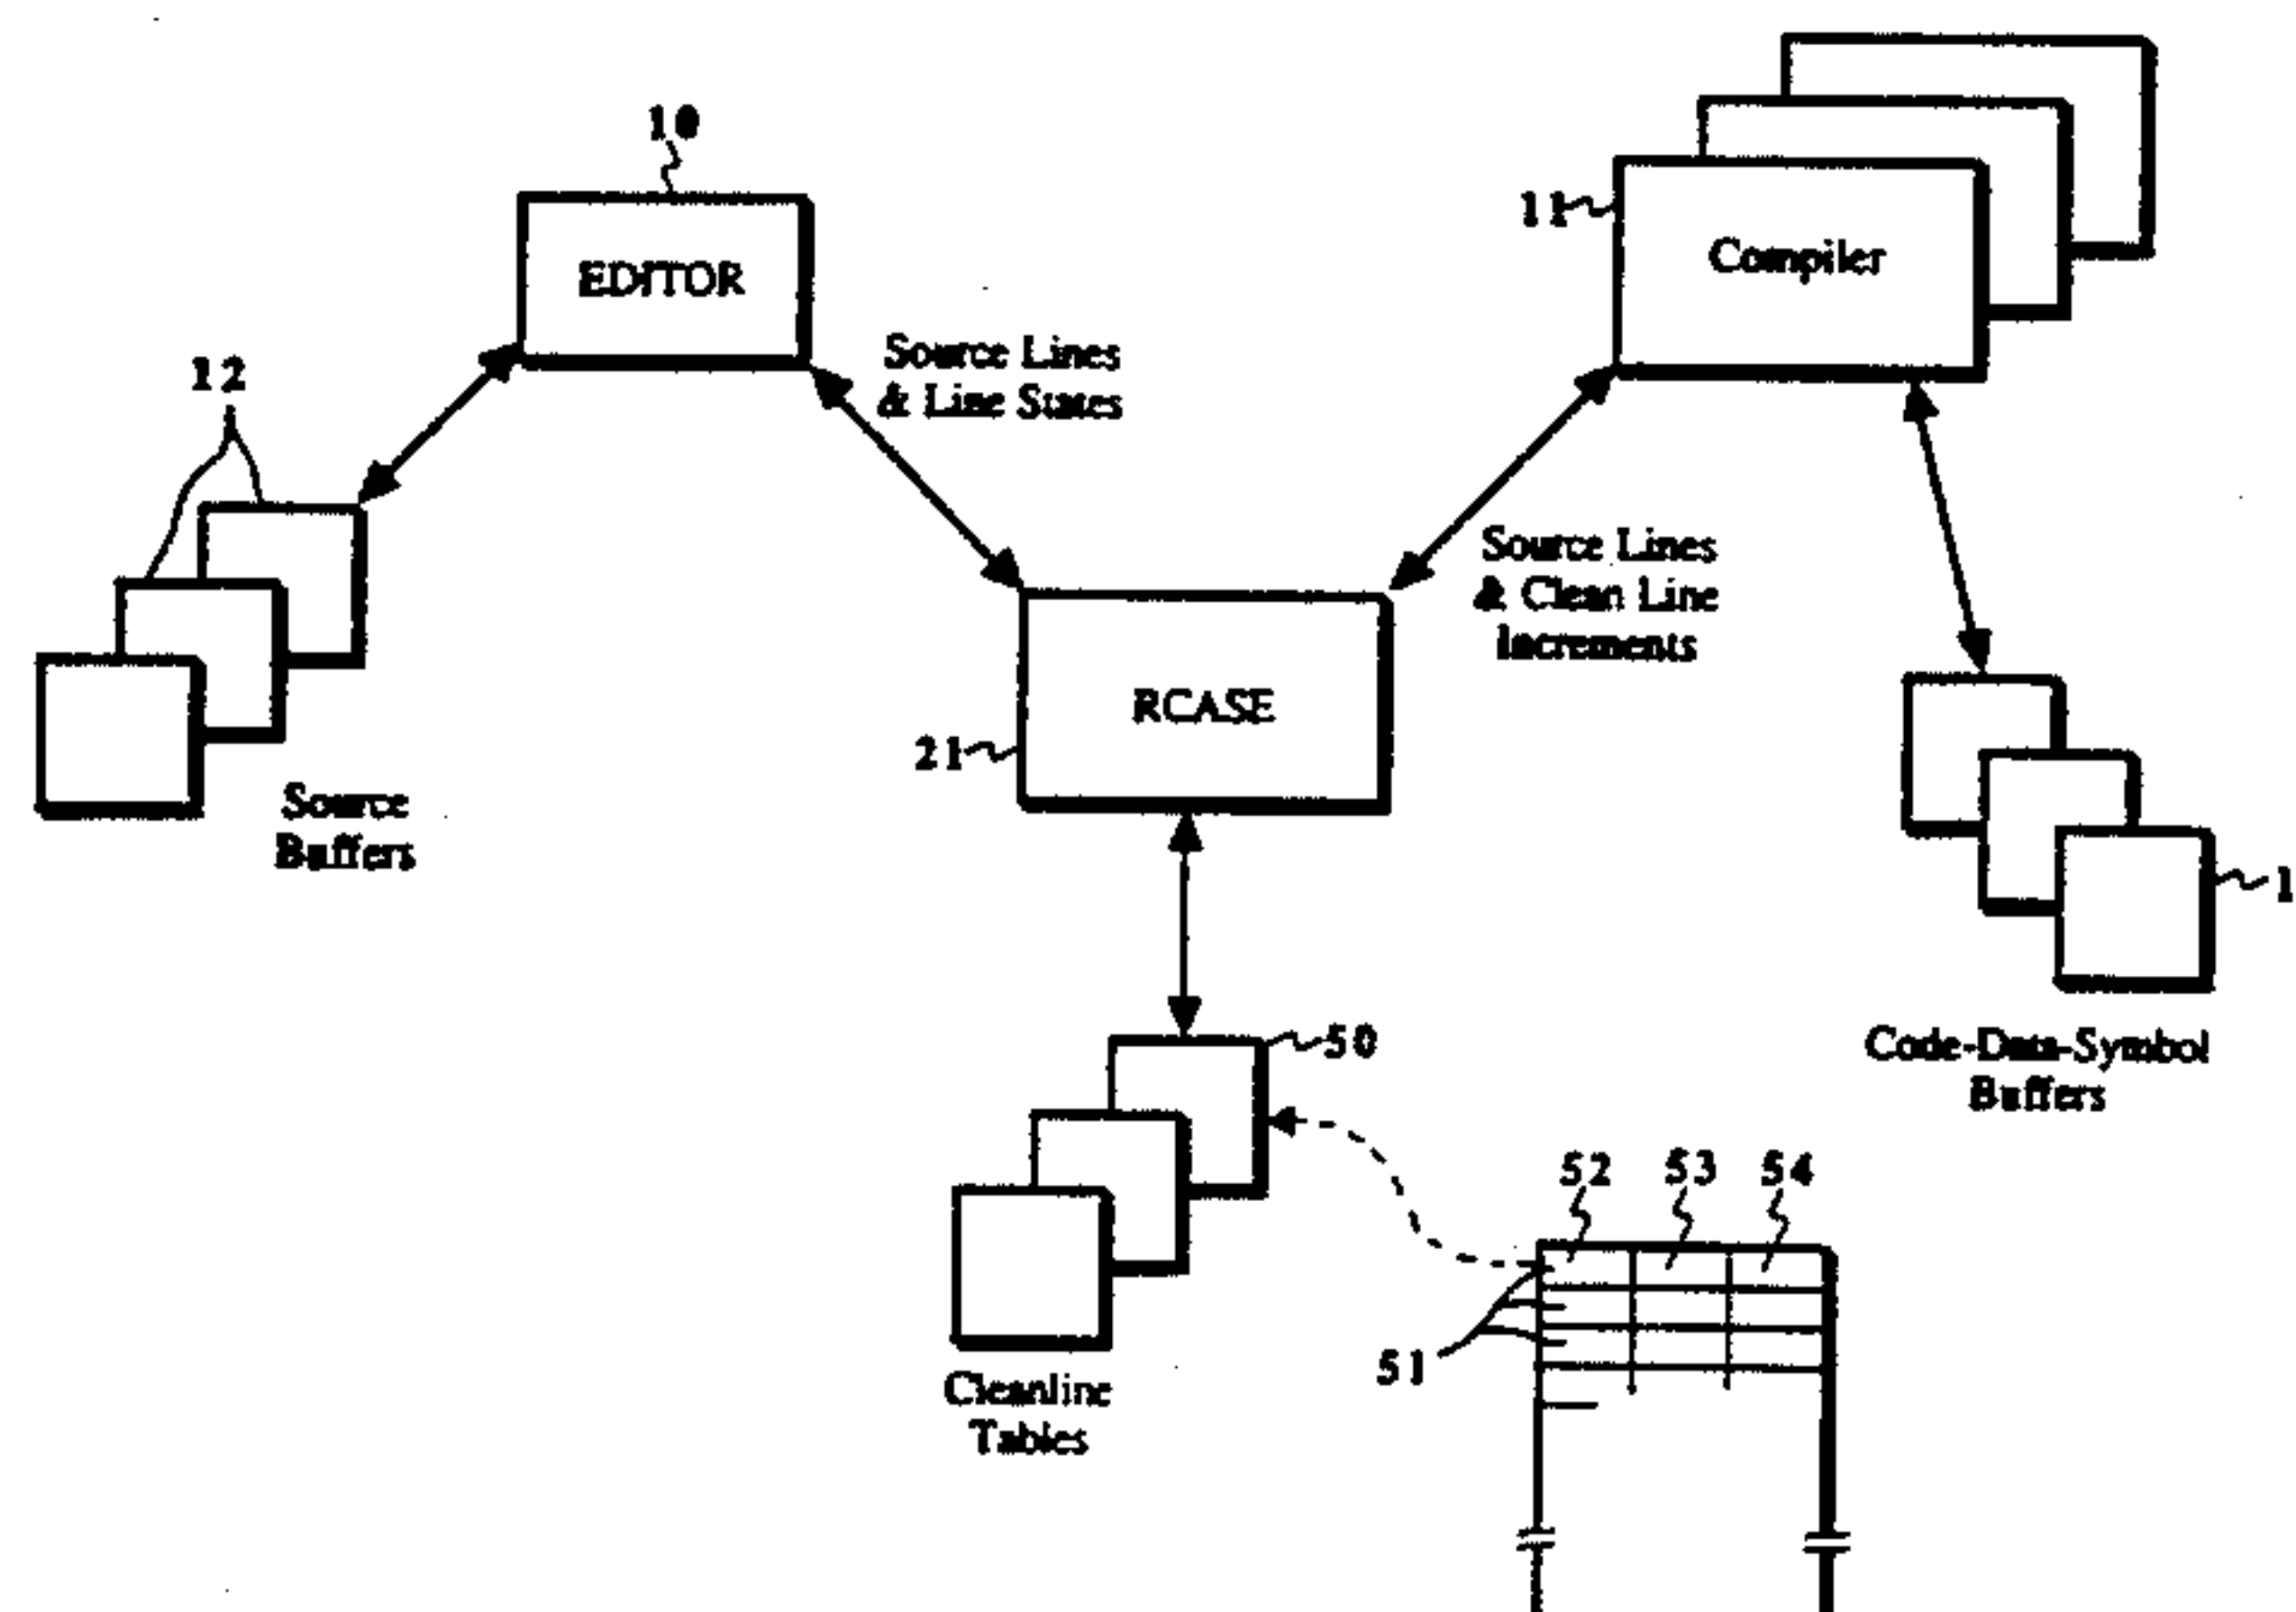 10
EDITOR
11
Compiler
12
Source Lines
& Line States
Source Lines
& Clean Line
Increments
RCASE
21
Source
Buffers
1
50
Code-Data-Symbol
Buffers
52 53 54
51
Cleanline
Tables